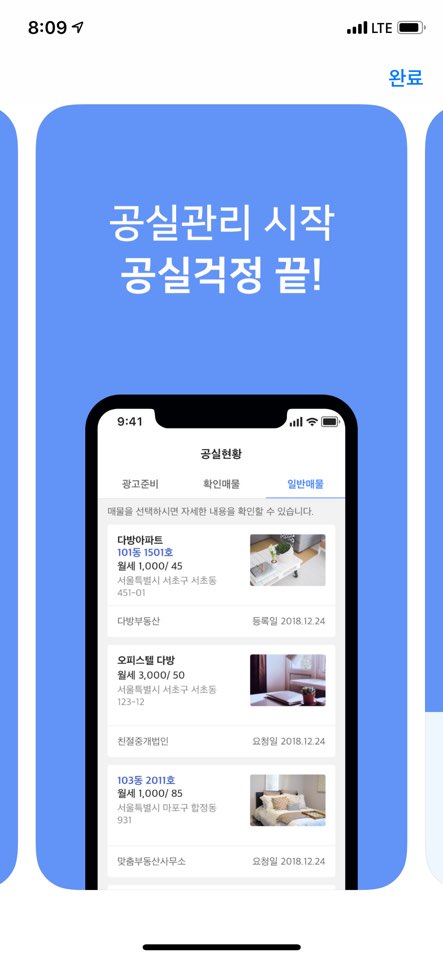 8:09
LTE
완료
공실관리 시작
공실걱정 끝!
9:41
공실현황
광고준비 확인매물 일반매물
매물을 선택하시면 자세한 내용을 확인할 수 있습니다.
다방아파트
101동 1501호
월세 1,000/ 45
서울특별시 서초구 서초동
451-01
다방부동산 등록일 2018.12.24
오피스텔 다방
월세 3,000/ 50
서울특별시 서초구 서초동
123-12
친절중개법인 요청일 2018.12.24
103동 2011호
월세 1,000/ 85
서울특별시 마포구 합정동
931
맞춤부동산사무소 요청일 2018.12.24